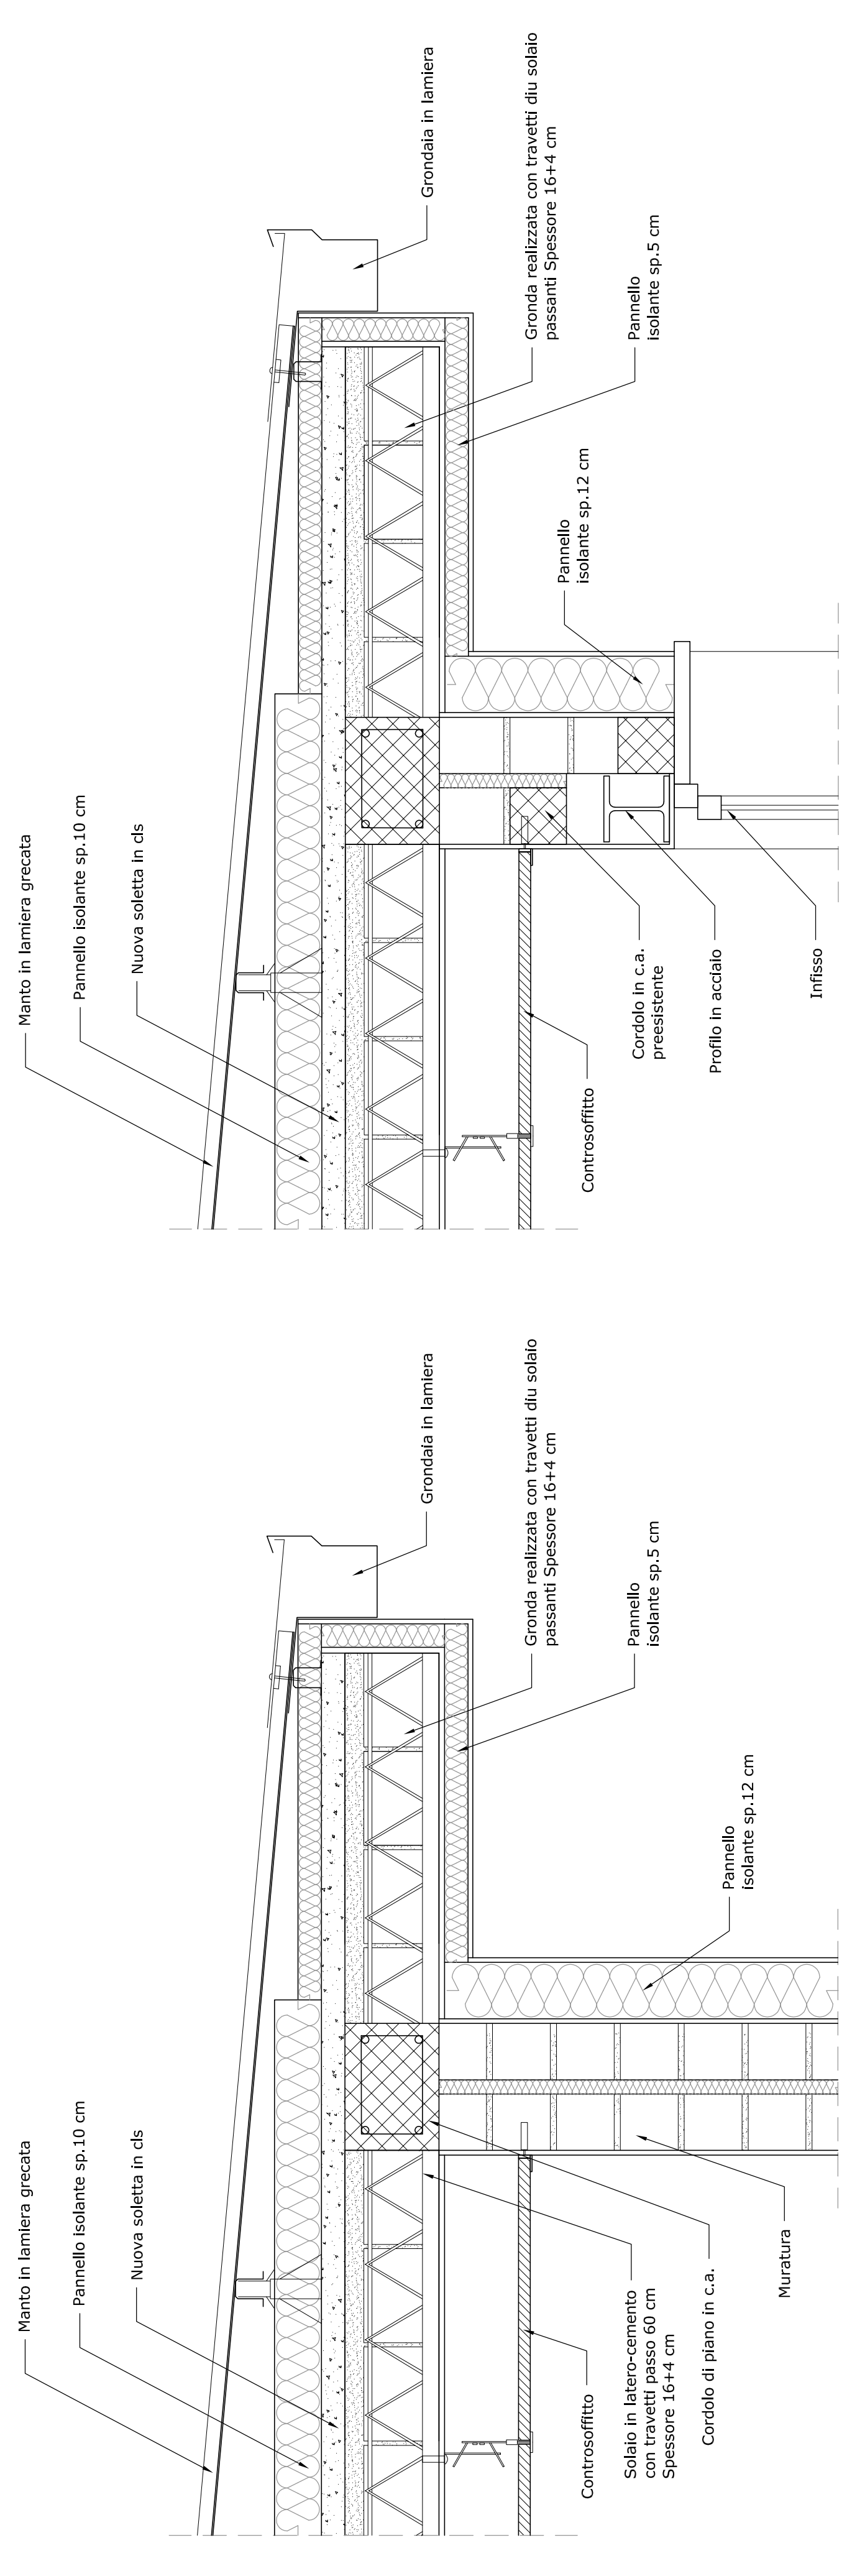 Manto in lamiera grecata
Pannello isolante sp.10 cm
Nuova soletta in cls
Grondaia in lamiera
Gronda realizzata con travetti diu solaio
passanti Spessore 16+4 cm
Pannello
isolante sp.5 cm
Pannello
isolante sp.12 cm
Controsoffitto
Cordolo in c.a.
preesistente
Profilo in acciaio
Infisso
Manto in lamiera grecata
Pannello isolante sp.10 cm
Nuova soletta in cls
Grondaia in lamiera
Gronda realizzata con travetti diu solaio
passanti Spessore 16+4 cm
Pannello
isolante sp.5 cm
Pannello
isolante sp.12 cm
Controsoffitto
Solaio in latero-cemento
con travetti passo 60 cm
Spessore 16+4 cm
Cordolo di piano in c.a.
Muratura